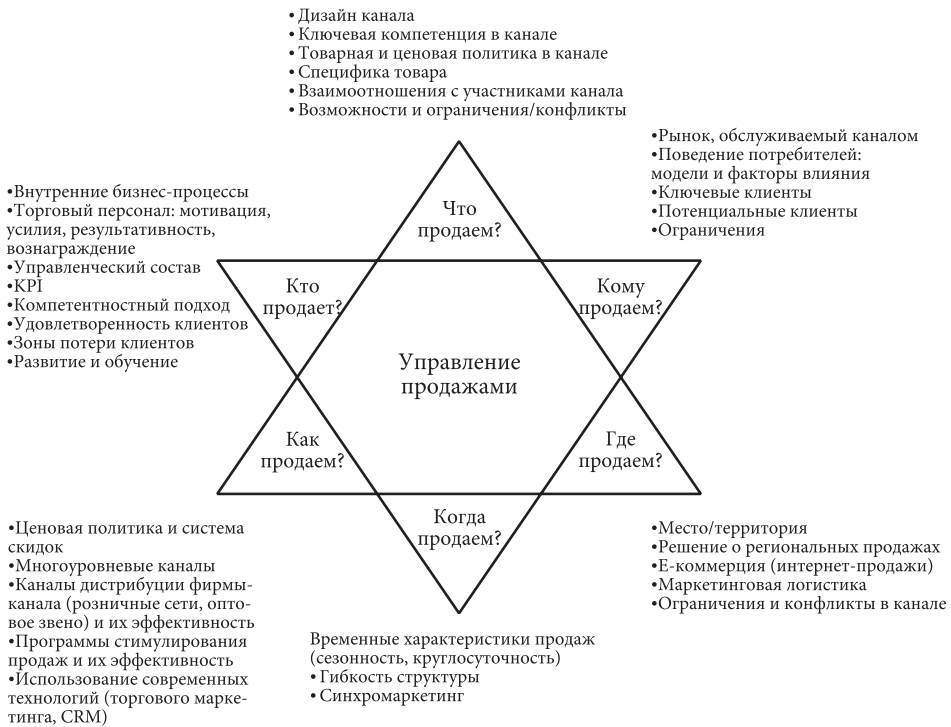 • Дизайн канала
• Ключевая компетенция в канале
• Товарная и ценовая политика в канале
• Специфика товара
• Взаимоотношения с участниками канала
• Возможности и ограничения/конфликты
•Рынок, обслуживаемый каналом
•Поведение потребителей:
модели и факторы влияния
•Ключевые клиенты
•Потенциальные клиенты
•Ограничения
•Внутренние бизнес-процессы
•Торговый персонал: мотивация,
усилия, результативность,
вознаграждение
•Управленческий состав
•KPI
•Компетентностный подход
•Удовлетворенность клиентов
•Зоны потери клиентов
•Развитие и обучение
Что
продаем?
Кто
продает?
Кому
продаем?
Управление
продажами
Как
продаем?
Где
продаем?
Когда
продаем?
•Ценовая политика и система
скидок
•Многоуровневые каналы
•Каналы дистрибуции фирмы-
канала (розничные сети, опто-
вое звено) и их эффективность
•Программы стимулирования
продаж и их эффективность
•Использование современных
технологий (торгового марке-
тинга, CRM)
Временные характеристики продаж
(сезонность, круглосуточность)
• Гибкость структуры
• Синхромаркетинг
•Место/территория
•Решение о региональных продажах
•Е-коммерция (интернет-продажи)
•Маркетинговая логистика
•Ограничения и конфликты в канале